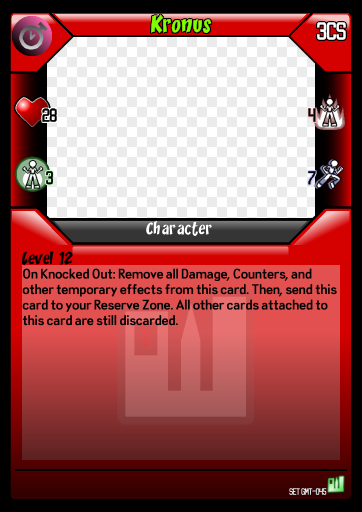 Kronus
3CS
28
4
3
7
Character
Level 12
On Knocked Out: Remove all Damage, Counters, and
other temporary effects from this card. Then, send this
card to your Reserve Zone. All other cards attached to
this card are still discarded.
SET GMT-045